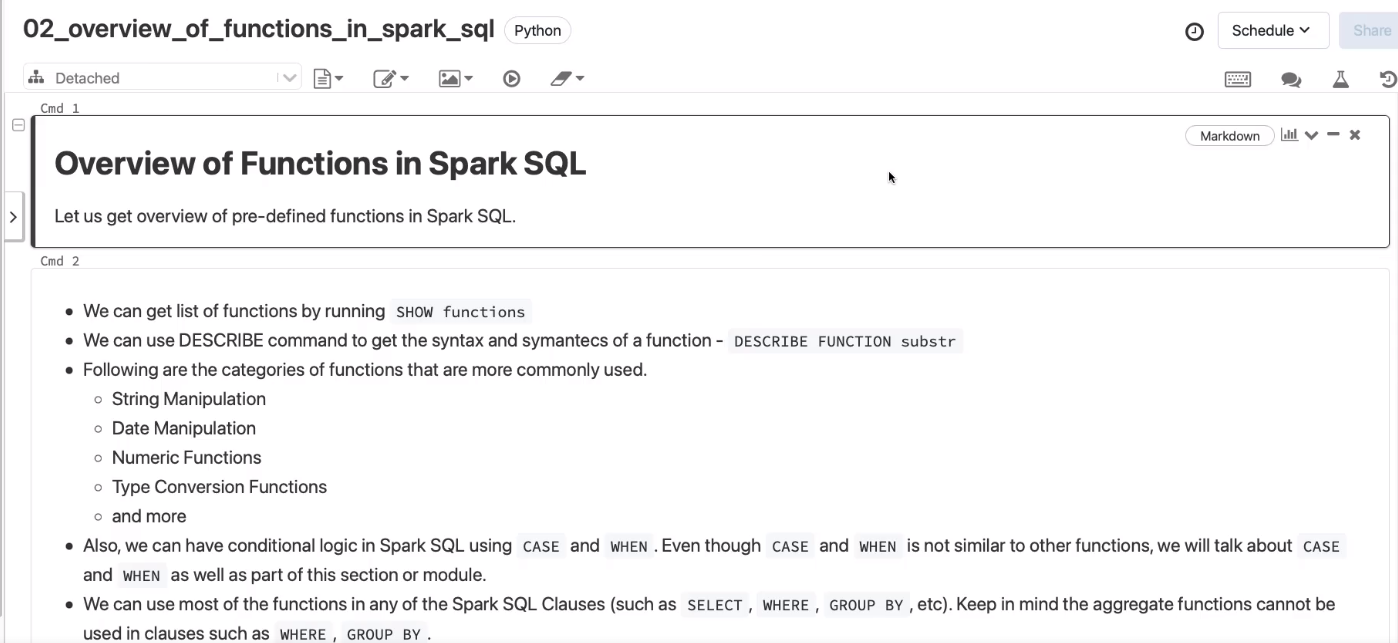 02_overview_of_functions_in_spark_sql Python Schedule Share
Detached
Cmd 1
Markdown
Overview of Functions in Spark SQL
Let us get overview of pre-defined functions in Spark SQL.
Cmd 2
We can get list of functions by running SHOW functions
We can use DESCRIBE command to get the syntax and symantecs of a function - DESCRIBE FUNCTION substr
Following are the categories of functions that are more commonly used.
String Manipulation
Date Manipulation
Numeric Functions
Type Conversion Functions
and more
Also, we can have conditional logic in Spark SQL using CASE and WHEN . Even though CASE and WHEN is not similar to other functions, we will talk about CASE
and WHEN as well as part of this section or module.
We can use most of the functions in any of the Spark SQL Clauses (such as SELECT , WHERE , GROUP BY , etc). Keep in mind the aggregate functions cannot be
used in clauses such as WHERE , GROUP BY .